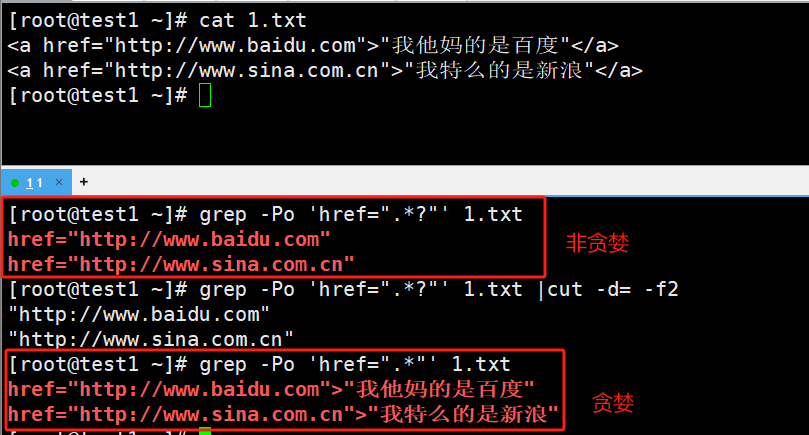 [root@test1 ~]# cat 1.txt
<a href="http://www.baidu.com">"我他妈的是百度"</a>
<a href="http://www.sina.com.cn">"我特么的是新浪"</a>
[root@test1 ~]#
1 1 × +
[root@test1 ~]# grep -Po 'href=".*?"' 1.txt
href="http://www.baidu.com"
href="http://www.sina.com.cn"
非贪婪
[root@test1 ~]# grep -Po 'href=".*?"' 1.txt |cut -d= -f2
"http://www.baidu.com"
"http://www.sina.com.cn"
[root@test1 ~]# grep -Po 'href=".*"' 1.txt
href="http://www.baidu.com">"我他妈的是百度"
href="http://www.sina.com.cn">"我特么的是新浪"
贪婪
[root@test1 ~]#